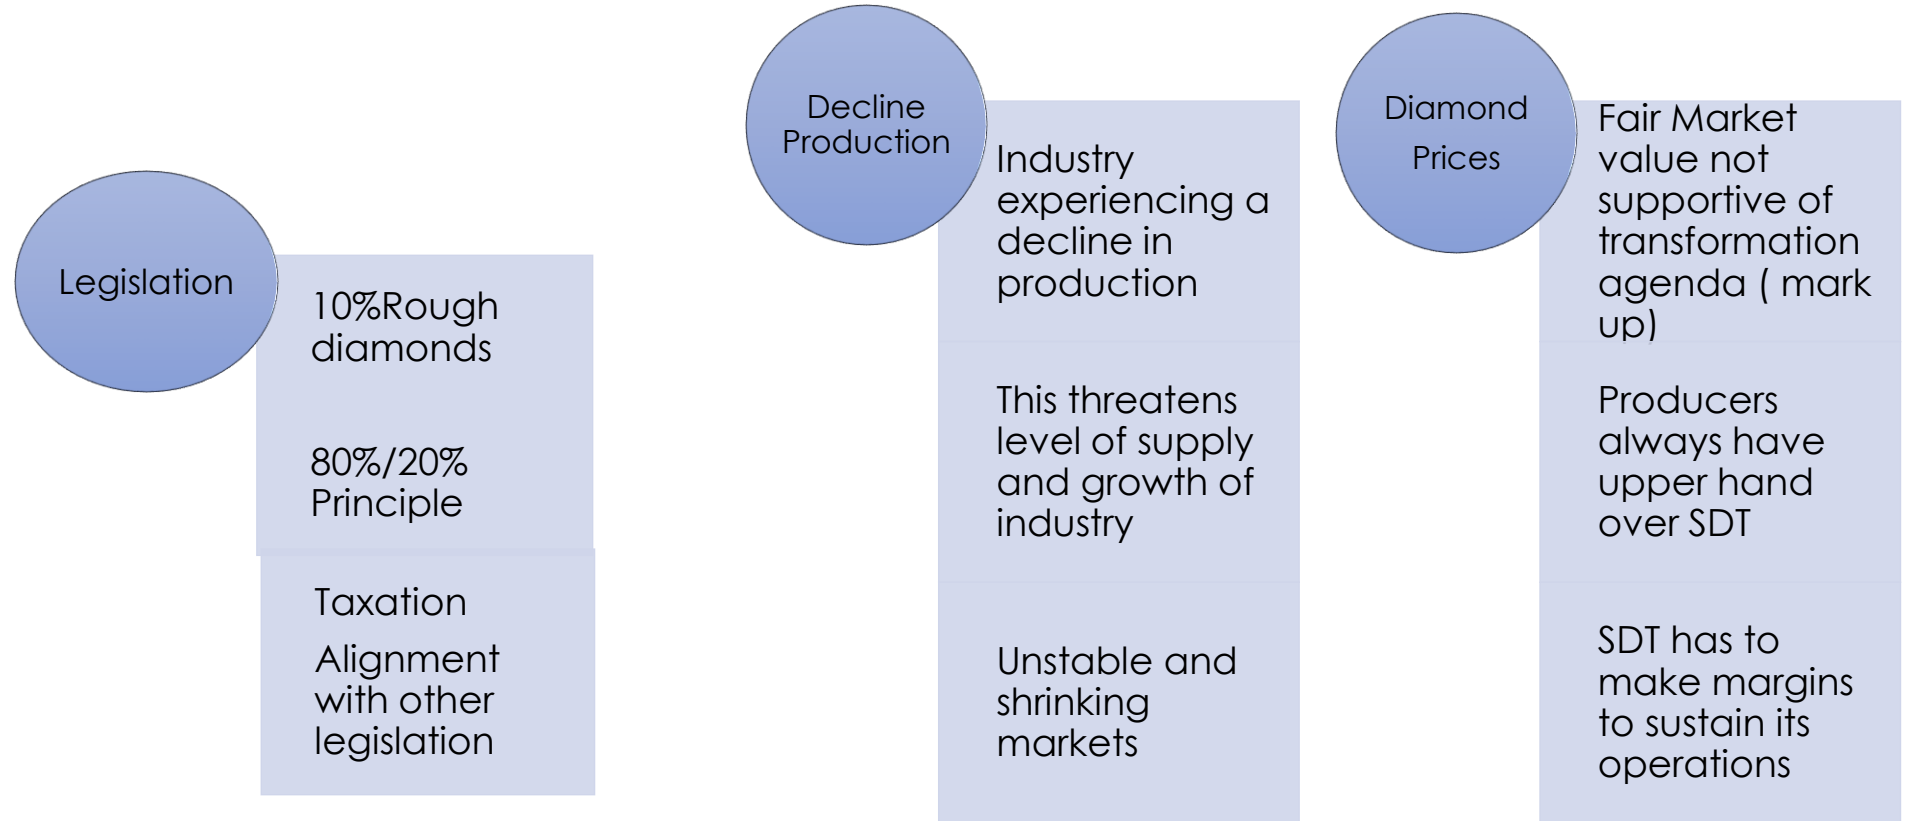 Legislation
10%Rough
diamonds
80%/20%
Principle
Taxation
Alignment
with other
legislation
Decline
Production
Industry
experiencing a
decline in
production
This threatens
level of supply
and growth of
industry
Unstable and
shrinking
markets
Diamond
Prices
Fair Market
value not
supportive of
transformation
agenda ( mark
up)
Producers
always have
upper hand
over SDT
SDT has to
make margins
to sustain its
operations